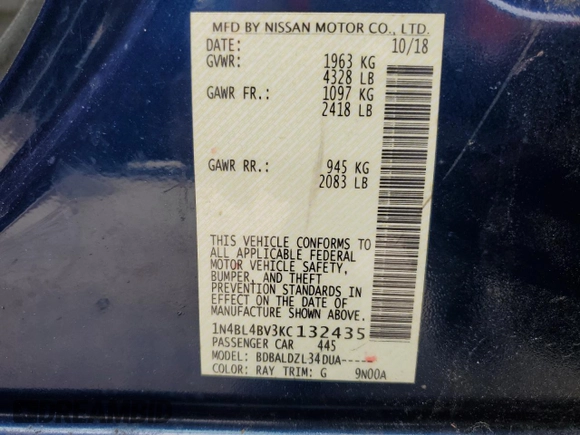 MFD BY NISSAN MOTOR CO., LTD.
DATE: 10/18
GVWR: 1963 KG
4328 LB
GAWR FR.: 1097 KG
2418 LB
GAWR RR.: 945 KG
2083 LB
THIS VEHICLE CONFORMS TO
ALL APPLICABLE FEDERAL
MOTOR VEHICLE SAFETY,
BUMPER, AND THEFT
PREVENTION STANDARDS IN
EFFECT ON THE DATE OF
MANUFACTURE SHOWN ABOVE.
1N4BL4BV3KC132435
PASSENGER CAR 445
MODEL: BDBALDZL34DUA-----
COLOR: RAY TRIM: G 9N00A